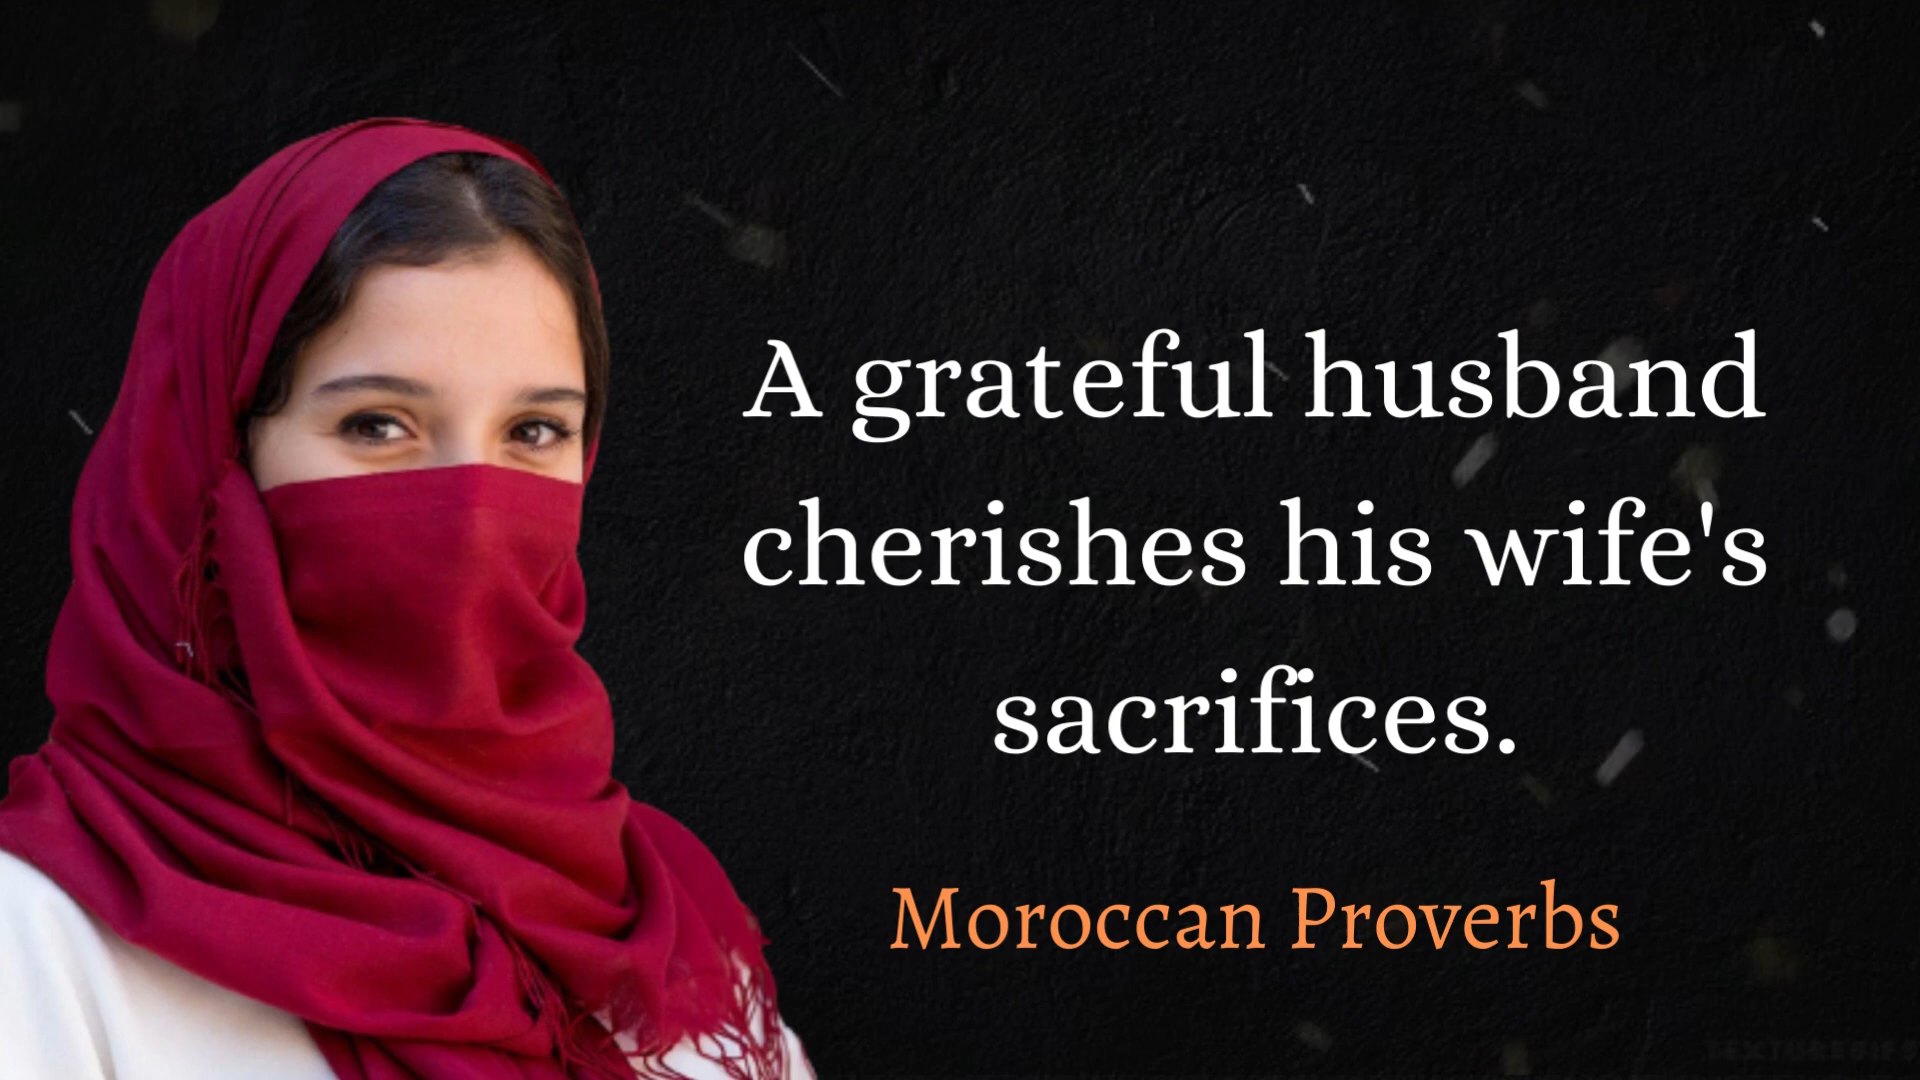 A grateful husband
cherishes his wife's
sacrifices.
Moroccan Proverbs